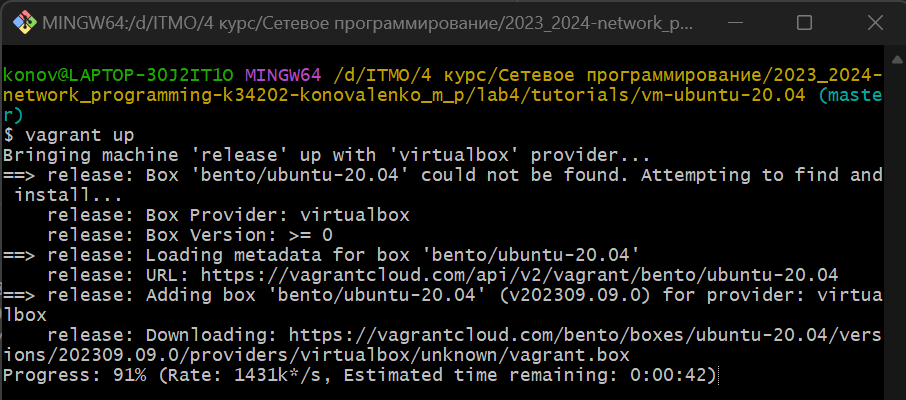 MINGW64:/d/ITMO/4 курс/Сетевое программирование/2023_2024-network_p...
konov@LAPTOP-3OJ2IT1O MINGW64 /d/ITMO/4 курс/Сетевое программирование/2023_2024-
network_programming-k34202-konovalenko_m_p/lab4/tutorials/vm-ubuntu-20.04 (maste
r)
$ vagrant up
Bringing machine 'release' up with 'virtualbox' provider...
==> release: Box 'bento/ubuntu-20.04' could not be found. Attempting to find and
 install...
    release: Box Provider: virtualbox
    release: Box Version: >= 0
==> release: Loading metadata for box 'bento/ubuntu-20.04'
    release: URL: https://vagrantcloud.com/api/v2/vagrant/bento/ubuntu-20.04
==> release: Adding box 'bento/ubuntu-20.04' (v202309.09.0) for provider: virtua
lbox
    release: Downloading: https://vagrantcloud.com/bento/boxes/ubuntu-20.04/vers
ions/202309.09.0/providers/virtualbox/unknown/vagrant.box
Progress: 91% (Rate: 1431k*/s, Estimated time remaining: 0:00:42)